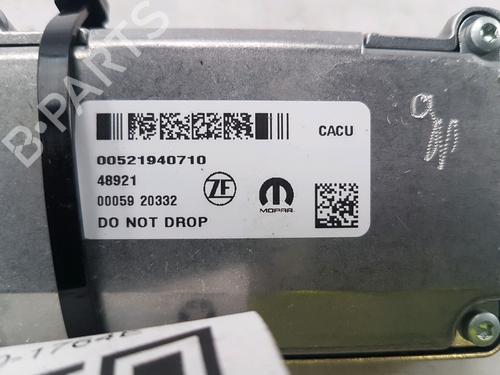 B-PARTS
CACU
00521940710
48921
00059 20332
ZF
MOPAR
DO NOT DROP